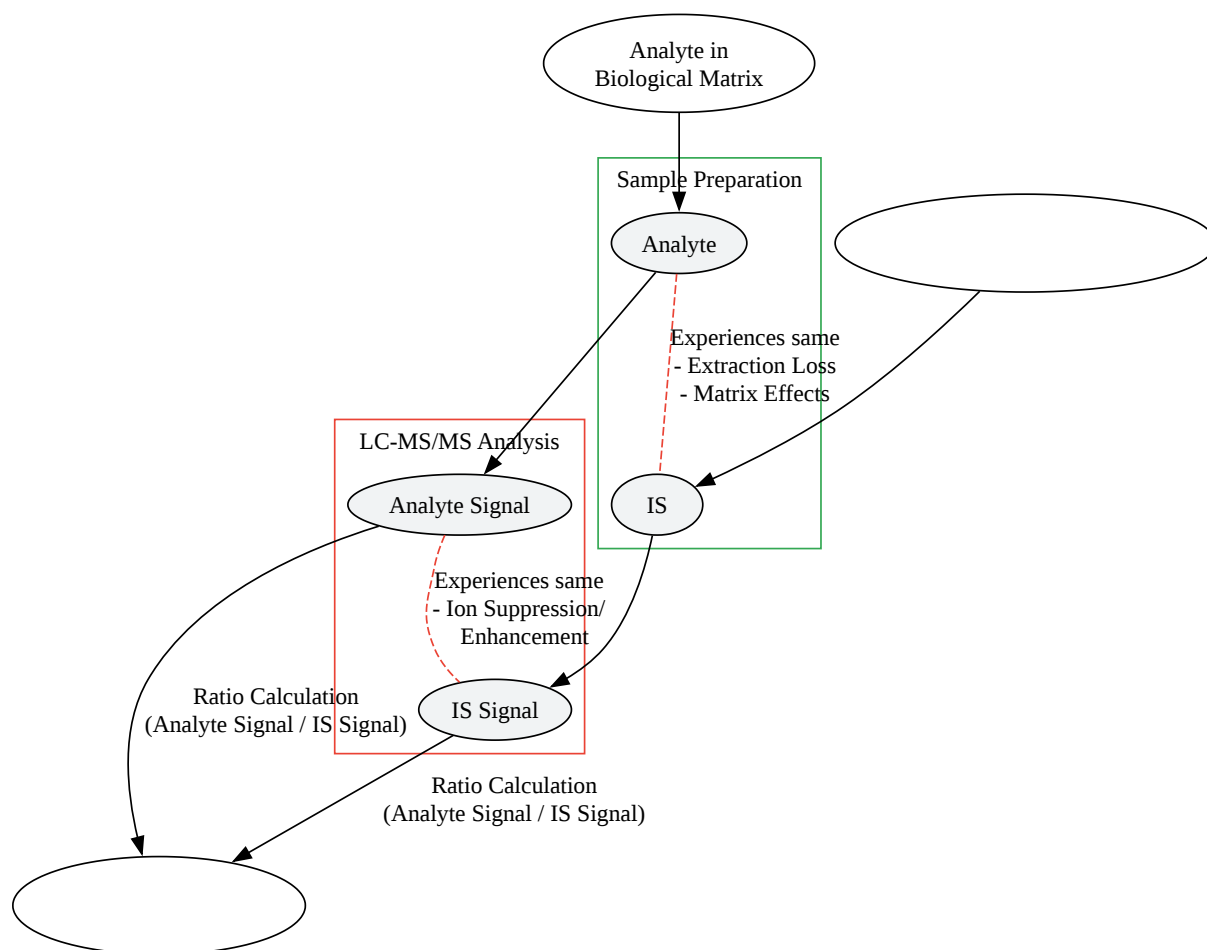 Analyte in
Biological Matrix
Sample Preparation
Analyte
Experiences same
- Extraction Loss
- Matrix Effects
LC-MS/MS Analysis
Analyte Signal
IS
Experiences same
- Ion Suppression/
Enhancement
Ratio Calculation
(Analyte Signal / IS Signal)
IS Signal
Ratio Calculation
(Analyte Signal / IS Signal)